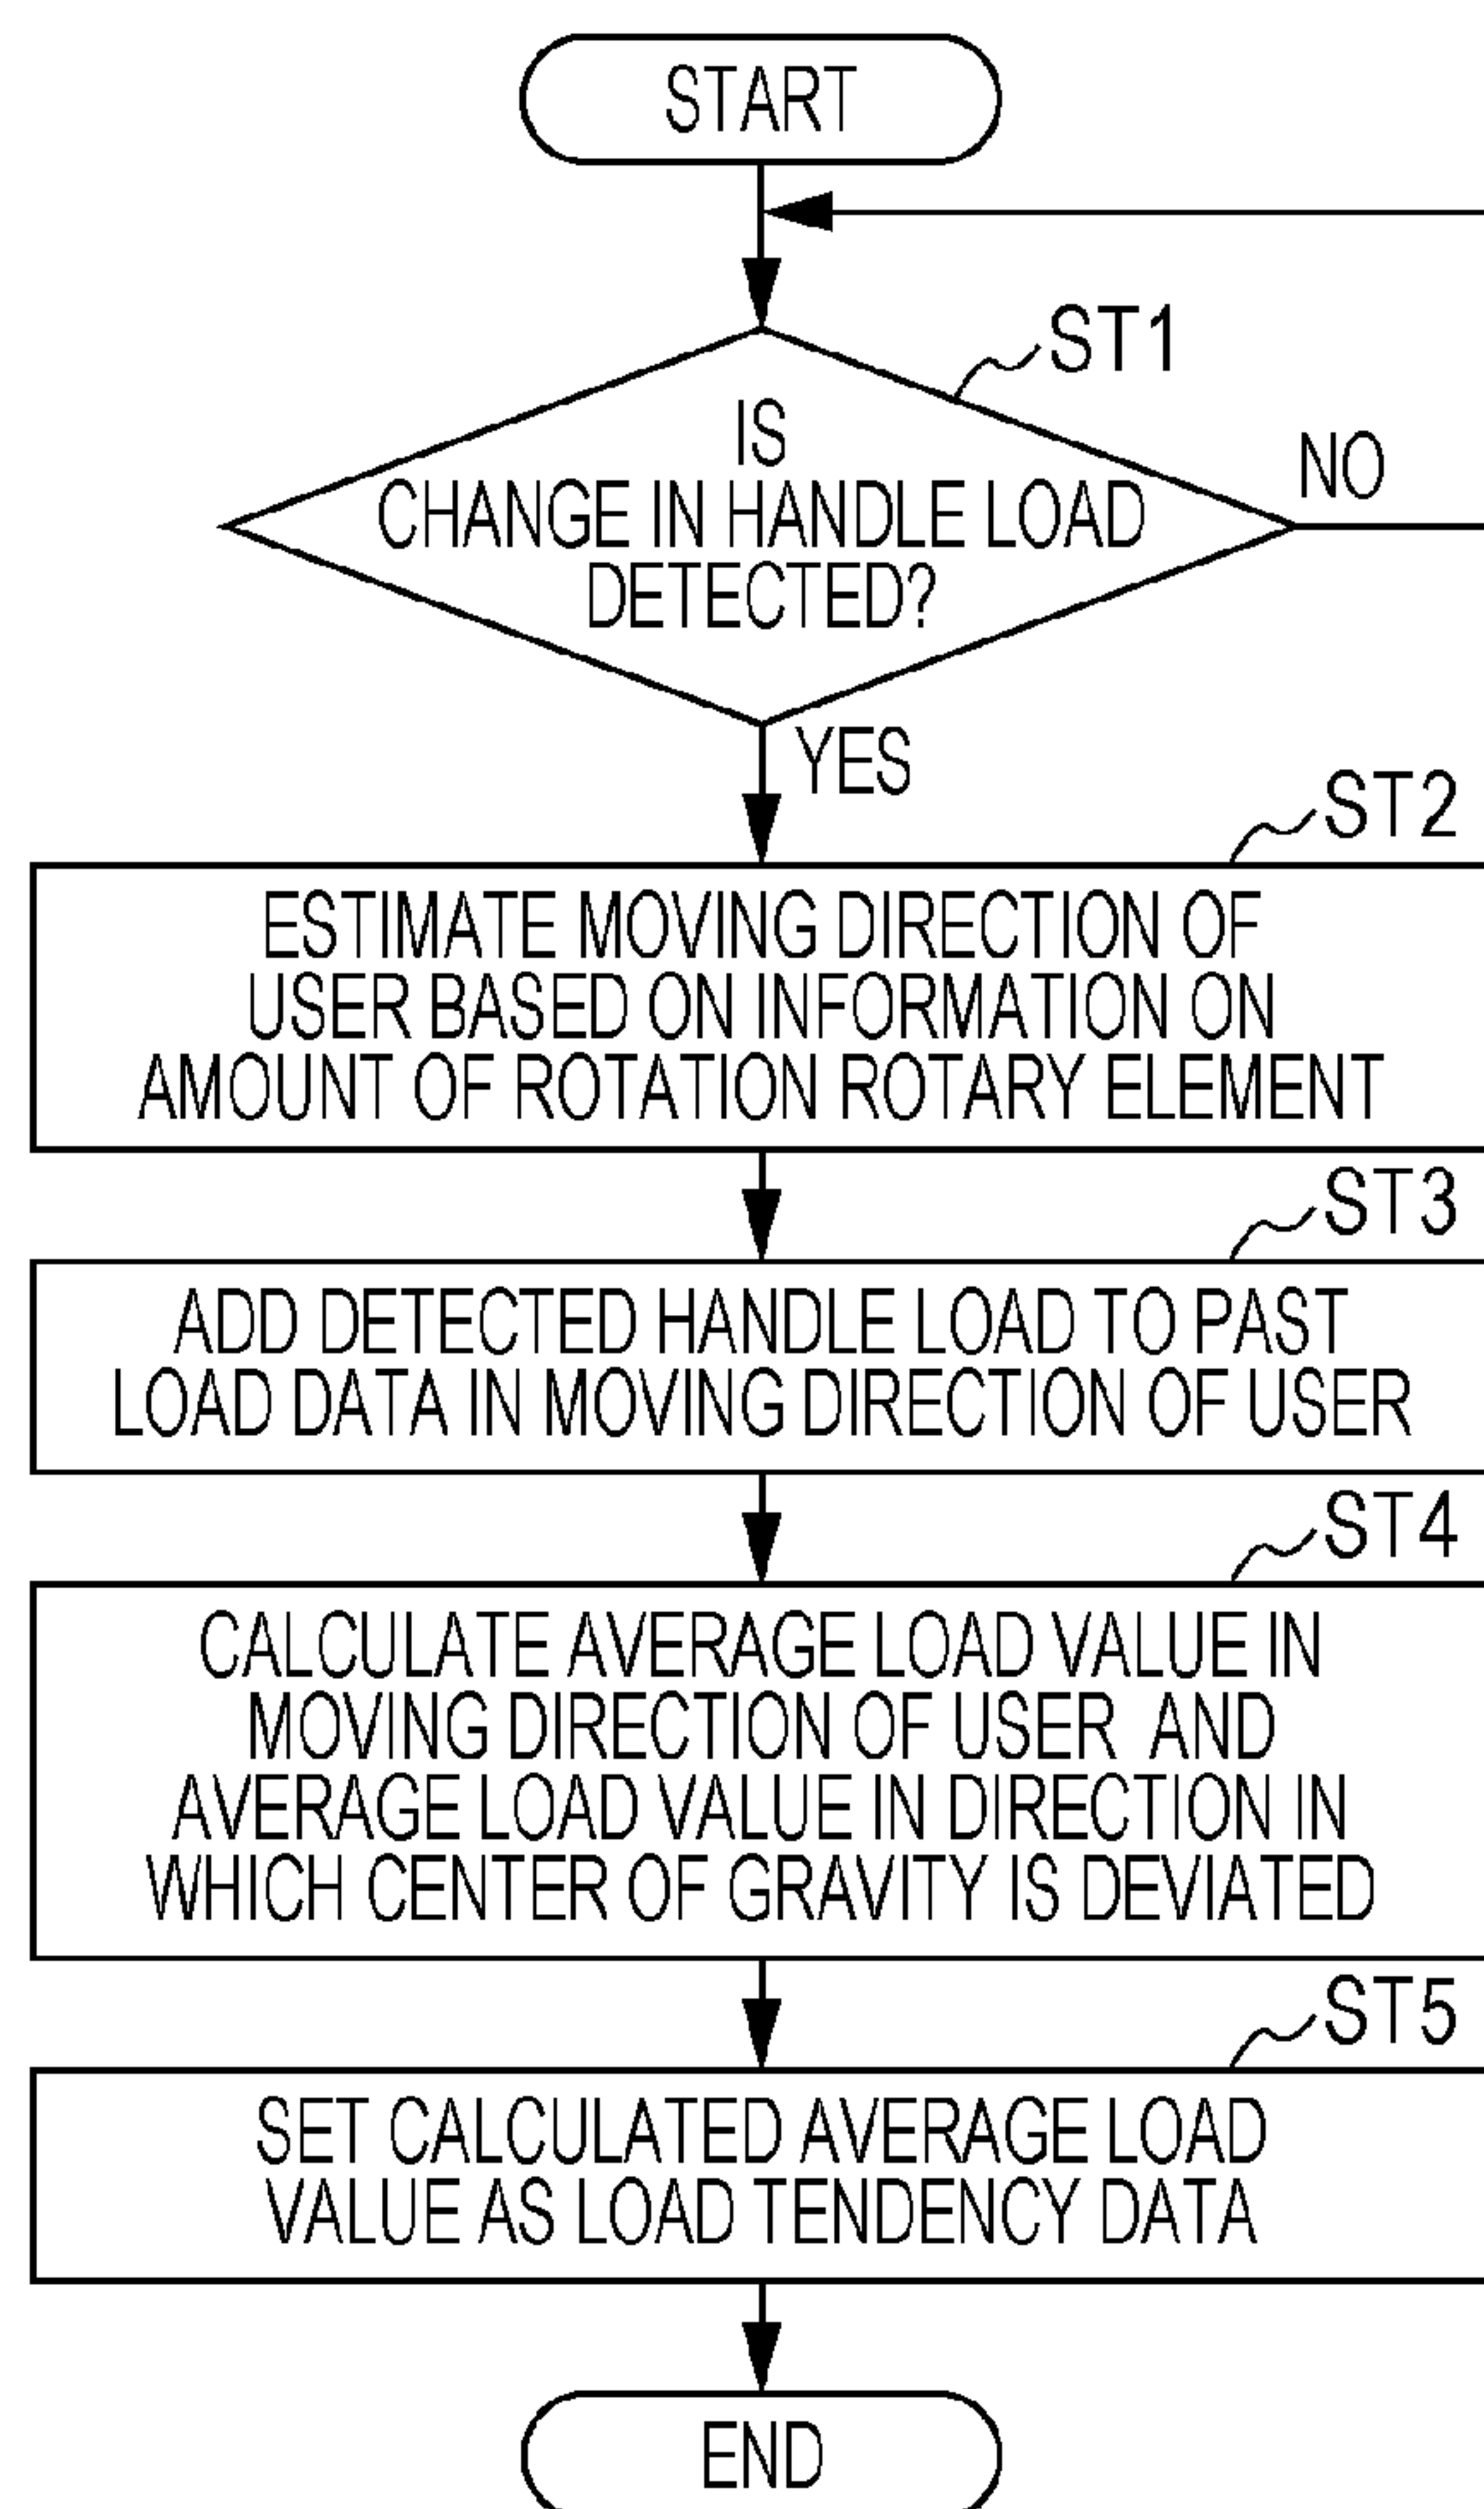 START
ST1
IS
CHANGE IN HANDLE LOAD
DETECTED?
NO
YES
ST2
ESTIMATE MOVING DIRECTION OF
USER BASED ON INFORMATION ON
AMOUNT OF ROTATION ROTARY ELEMENT
ST3
ADD DETECTED HANDLE LOAD TO PAST
LOAD DATA IN MOVING DIRECTION OF USER
ST4
CALCULATE AVERAGE LOAD VALUE IN
MOVING DIRECTION OF USER AND
AVERAGE LOAD VALUE IN DIRECTION IN
WHICH CENTER OF GRAVITY IS DEVIATED
ST5
SET CALCULATED AVERAGE LOAD
VALUE AS LOAD TENDENCY DATA
END